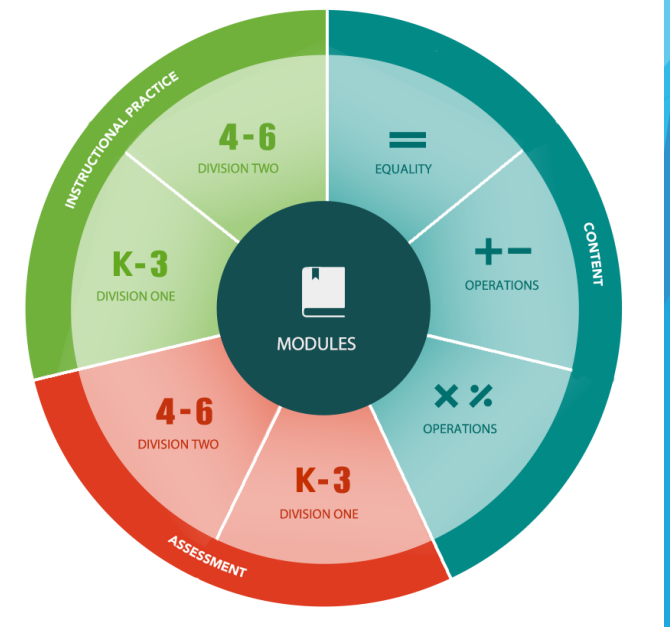 INSTRUCTIONAL PRACTICE
4-6
DIVISION TWO
K-3
DIVISION ONE
CONTENT
=
EQUALITY
+−
OPERATIONS
×%
OPERATIONS
MODULES
ASSESSMENT
4-6
DIVISION TWO
K-3
DIVISION ONE